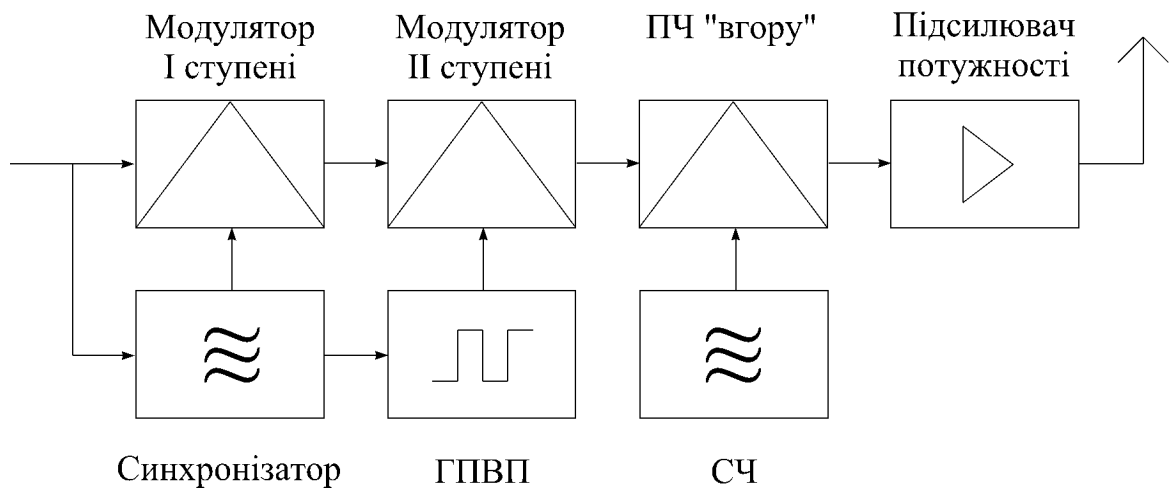 Модулятор
I ступені
Модулятор
II ступені
ПЧ "вгору"
Підсилювач
потужності
Синхронізатор
ГПВП
СЧ